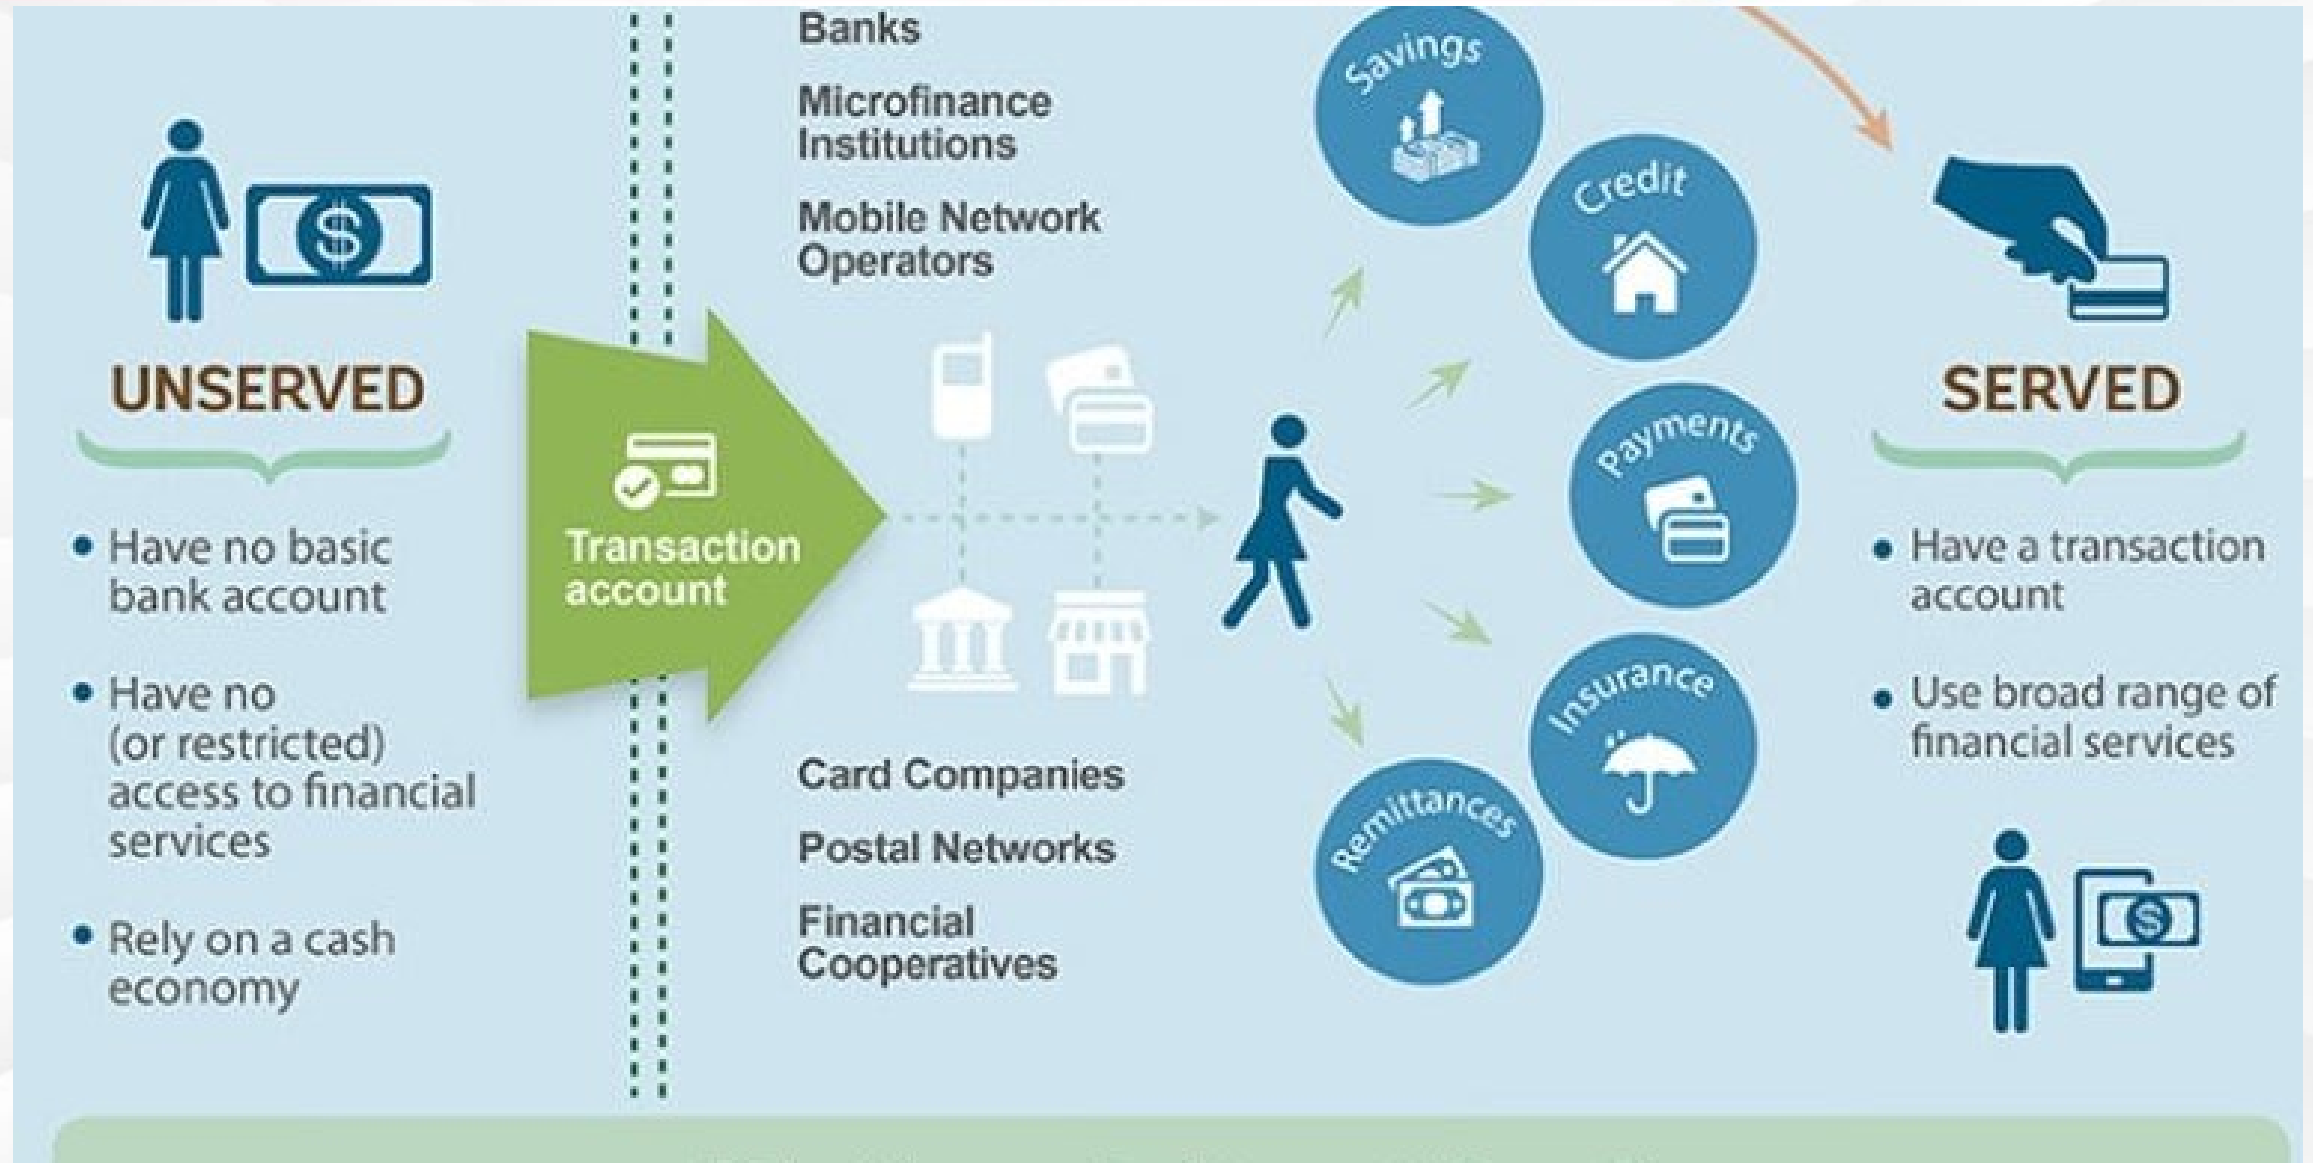 UNSERVED
• Have no basic
bank account
• Have no
(or restricted)
access to financial
services
• Rely on a cash
economy
Transaction
account
Banks
Microfinance
Institutions
Mobile Network
Operators
Card Companies
Postal Networks
Financial
Cooperatives
Savings
Credit
Payments
Insurance
Remittances
SERVED
• Have a transaction
account
• Use broad range of
financial services